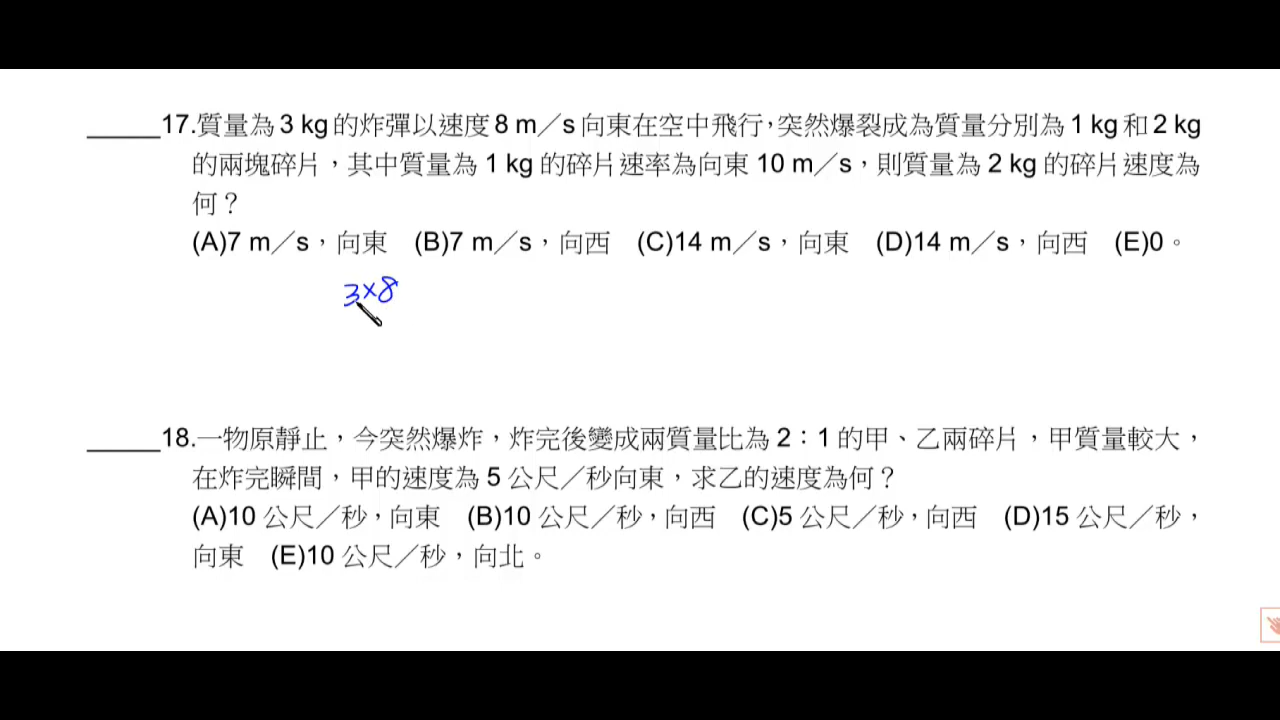 _____17.質量為 3 kg 的炸彈以速度 8 m／s 向東在空中飛行，突然爆裂成為質量分別為 1 kg 和 2 kg
的兩塊碎片，其中質量為 1 kg 的碎片速率為向東 10 m／s，則質量為 2 kg 的碎片速度為
何？
(A)7 m／s，向東　(B)7 m／s，向西　(C)14 m／s，向東　(D)14 m／s，向西　(E)0。
3×8
_____18.一物原靜止，今突然爆炸，炸完後變成兩質量比為 2：1 的甲、乙兩碎片，甲質量較大，
在炸完瞬間，甲的速度為 5 公尺／秒向東，求乙的速度為何？
(A)10 公尺／秒，向東　(B)10 公尺／秒，向西　(C)5 公尺／秒，向西　(D)15 公尺／秒，
向東　(E)10 公尺／秒，向北。